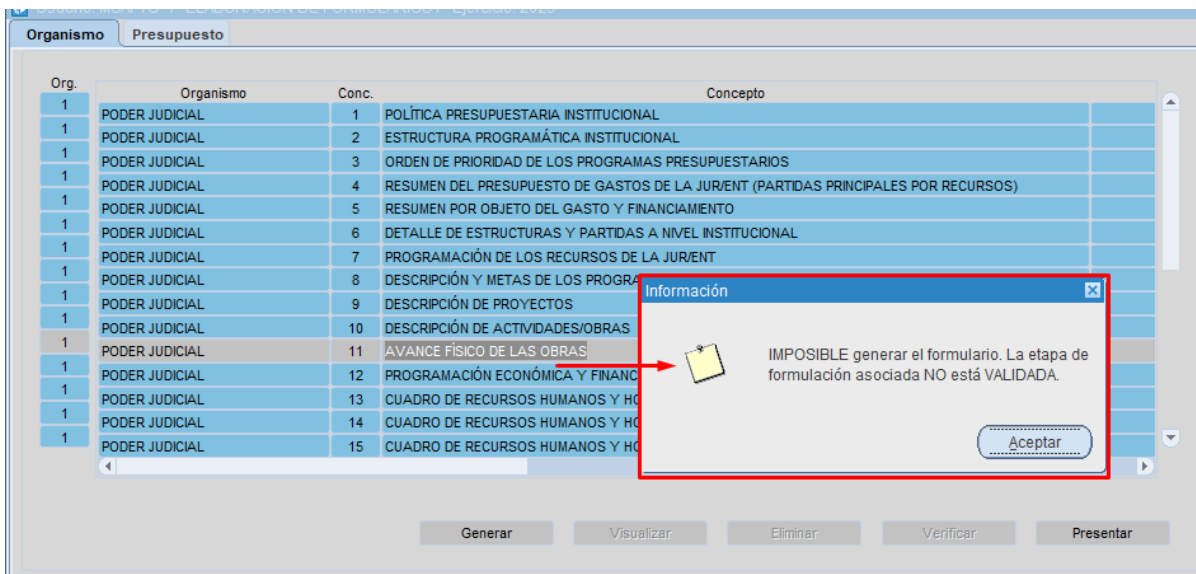 Organismo Presupuesto
Org. Organismo Conc. Concepto
1 PODER JUDICIAL 1 POLÍTICA PRESUPUESTARIA INSTITUCIONAL
1 PODER JUDICIAL 2 ESTRUCTURA PROGRAMÁTICA INSTITUCIONAL
1 PODER JUDICIAL 3 ORDEN DE PRIORIDAD DE LOS PROGRAMAS PRESUPUESTARIOS
1 PODER JUDICIAL 4 RESUMEN DEL PRESUPUESTO DE GASTOS DE LA JUR/ENT (PARTIDAS PRINCIPALES POR RECURSOS)
1 PODER JUDICIAL 5 RESUMEN POR OBJETO DEL GASTO Y FINANCIAMIENTO
1 PODER JUDICIAL 6 DETALLE DE ESTRUCTURAS Y PARTIDAS A NIVEL INSTITUCIONAL
1 PODER JUDICIAL 7 PROGRAMACIÓN DE LOS RECURSOS DE LA JUR/ENT
1 PODER JUDICIAL 8 DESCRIPCIÓN Y METAS DE LOS PROGRA
1 PODER JUDICIAL 9 DESCRIPCIÓN DE PROYECTOS
1 PODER JUDICIAL 10 DESCRIPCIÓN DE ACTIVIDADES/OBRAS
1 PODER JUDICIAL 11 AVANCE FÍSICO DE LAS OBRAS
1 PODER JUDICIAL 12 PROGRAMACIÓN ECONÓMICA Y FINANC
1 PODER JUDICIAL 13 CUADRO DE RECURSOS HUMANOS Y HO
1 PODER JUDICIAL 14 CUADRO DE RECURSOS HUMANOS Y HO
1 PODER JUDICIAL 15 CUADRO DE RECURSOS HUMANOS Y HO
Información
IMPOSIBLE generar el formulario. La etapa de
formulación asociada NO está VALIDADA.
Aceptar
Generar Visualizar Eliminar Verificar Presentar